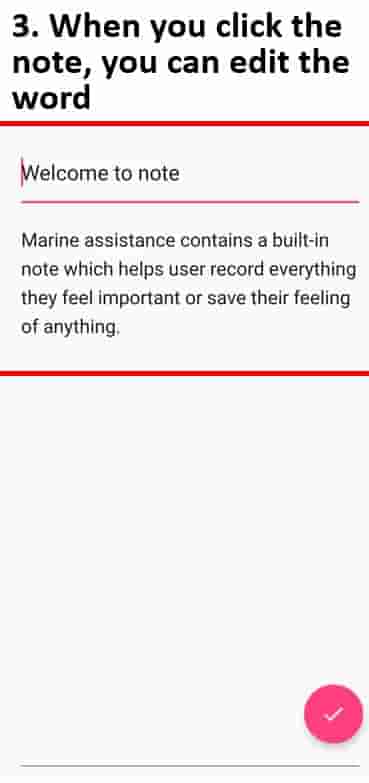 3. When you click the
note, you can edit the
word
Welcome to note
Marine assistance contains a built-in
note which helps user record everything
they feel important or save their feeling
of anything.